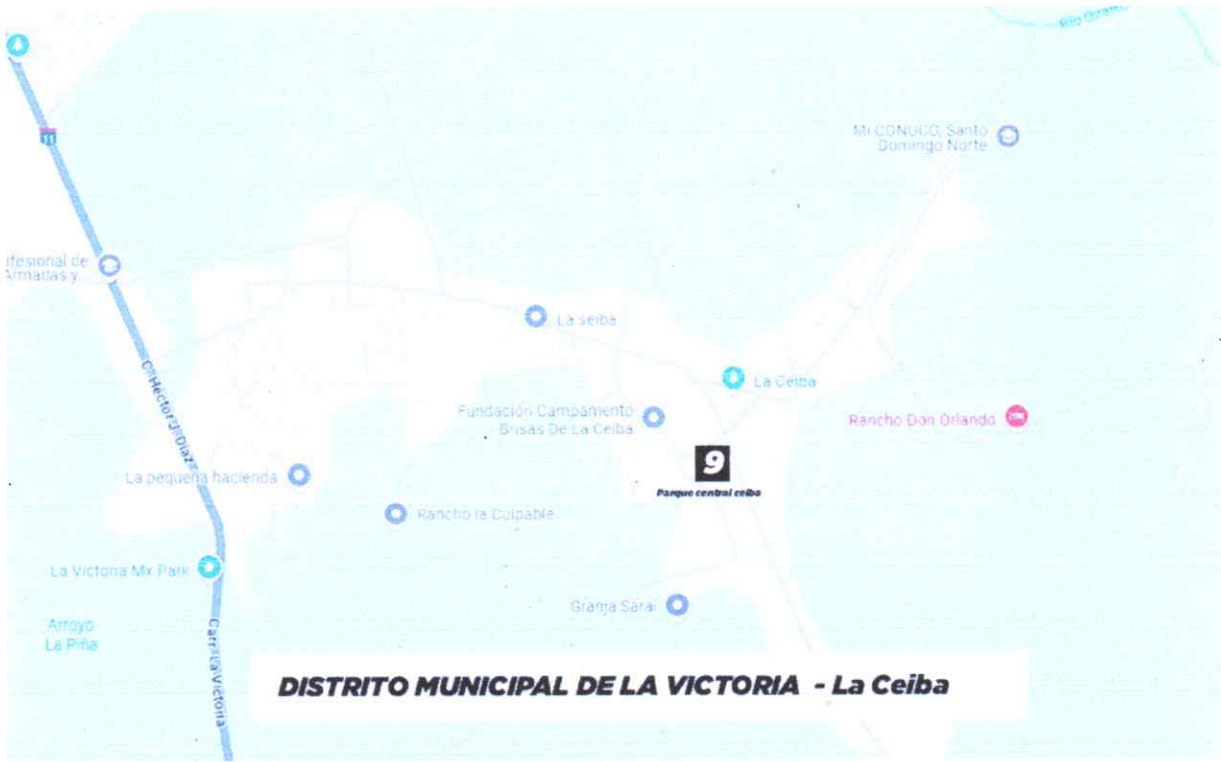 Río Ozama
11
Mi CONUCO, Santo
Domingo Norte
ofesional de
Armadas y...
La seiba
C. Hector J. Diaz
La Ceiba
Fundación Campamento
Brisas De La Ceiba
Rancho Don Orlando
9
Parque central ceiba
La pequeña hacienda
Rancho la Culpable
La Victoria Mx Park
Granja Sarai
Arroyo
La Piña
Carr. La Victoria
DISTRITO MUNICIPAL DE LA VICTORIA - La Ceiba